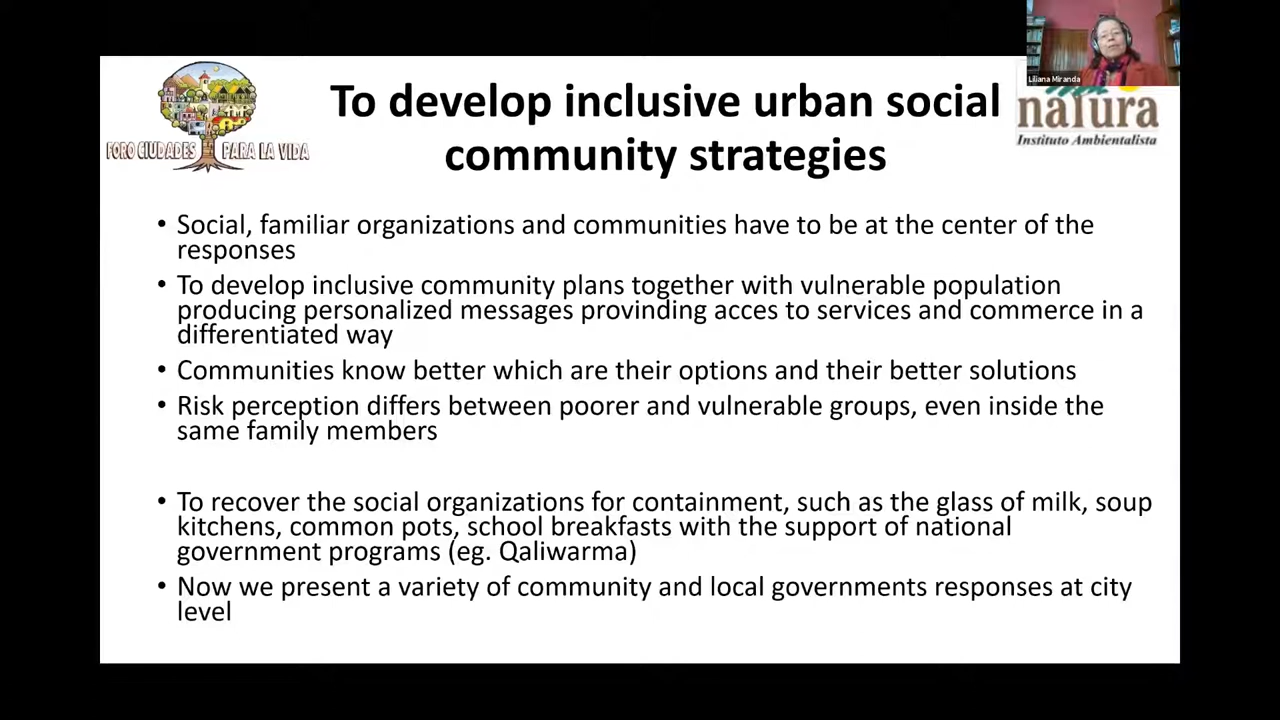 Liliana Miranda
FORO CIUDADES PARA LA VIDA
To develop inclusive urban social
community strategies
natura
Instituto Ambientalista
• Social, familiar organizations and communities have to be at the center of the
responses
• To develop inclusive community plans together with vulnerable population
producing personalized messages provinding acces to services and commerce in a
differentiated way
• Communities know better which are their options and their better solutions
• Risk perception differs between poorer and vulnerable groups, even inside the
same family members
• To recover the social organizations for containment, such as the glass of milk, soup
kitchens, common pots, school breakfasts with the support of national
government programs (eg. Qaliwarma)
• Now we present a variety of community and local governments responses at city
level